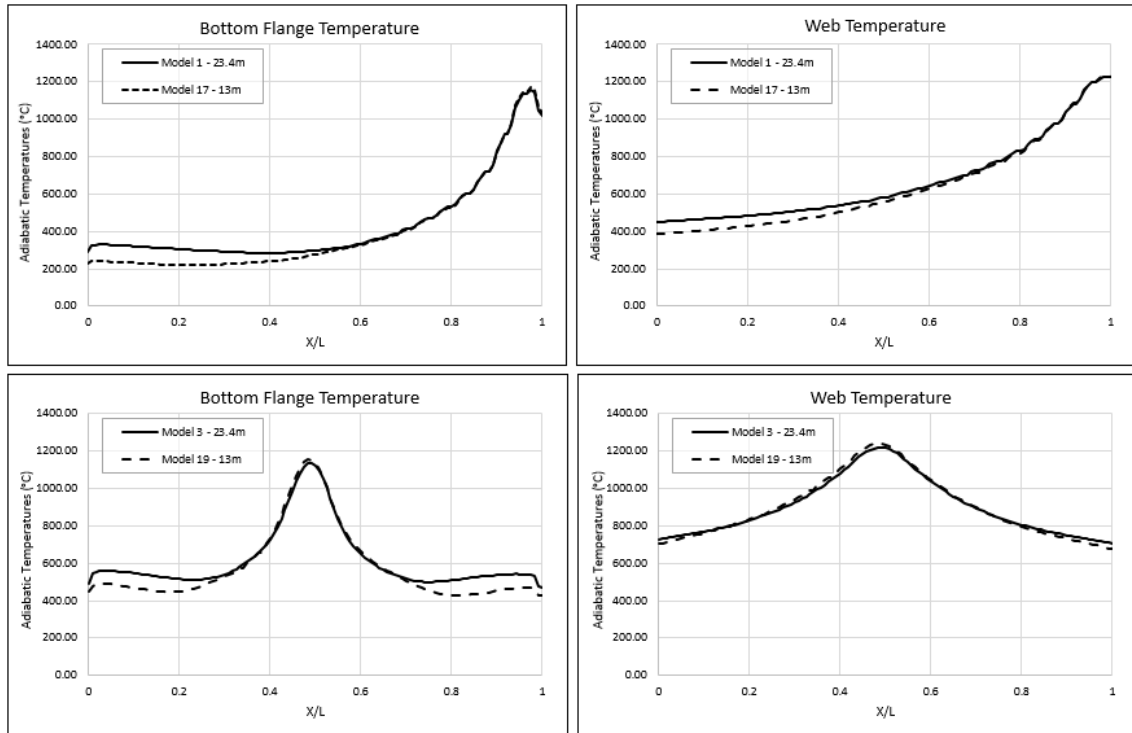 Bottom Flange Temperature
Adiabatic Temperatures (°C)
1400.00
1200.00
1000.00
800.00
600.00
400.00
200.00
0.00
Model 1 - 23.4m
Model 17 - 13m
0 0.2 0.4 0.6 0.8 1
X/L
Web Temperature
Adiabatic Temperatures (°C)
1400.00
1200.00
1000.00
800.00
600.00
400.00
200.00
0.00
Model 1 - 23.4m
Model 17 - 13m
0 0.2 0.4 0.6 0.8 1
X/L
Bottom Flange Temperature
Adiabatic Temperatures (°C)
1400.00
1200.00
1000.00
800.00
600.00
400.00
200.00
0.00
Model 3 - 23.4m
Model 19 - 13m
0 0.2 0.4 0.6 0.8 1
X/L
Web Temperature
Adiabatic Temperatures (°C)
1400.00
1200.00
1000.00
800.00
600.00
400.00
200.00
0.00
Model 3 - 23.4m
Model 19 - 13m
0 0.2 0.4 0.6 0.8 1
X/L